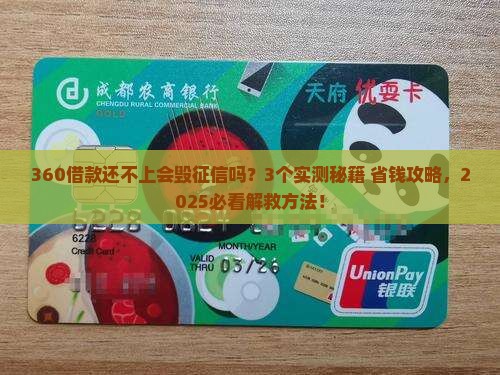 成都农商银行
CHENGDU RURAL COMMERCIAL BANK
GOLD
天府 优耍卡
360借款还不上会毁征信吗？3个实测秘籍 省钱攻略，2
025必看解救方法！
6228
6228
Credit Card
MONTH/YEAR
VALID
THRU
03/26
UnionPay
银联